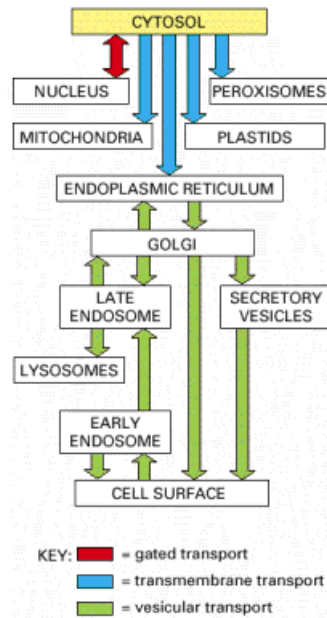 CYTOSOL
NUCLEUS
PEROXISOMES
MITOCHONDRIA
PLASTIDS
ENDOPLASMIC RETICULUM
GOLGI
LATE
ENDOSOME
SECRETORY
VESICLES
LYSOSOMES
EARLY
ENDOSOME
CELL SURFACE
KEY:
= gated transport
= transmembrane transport
= vesicular transport